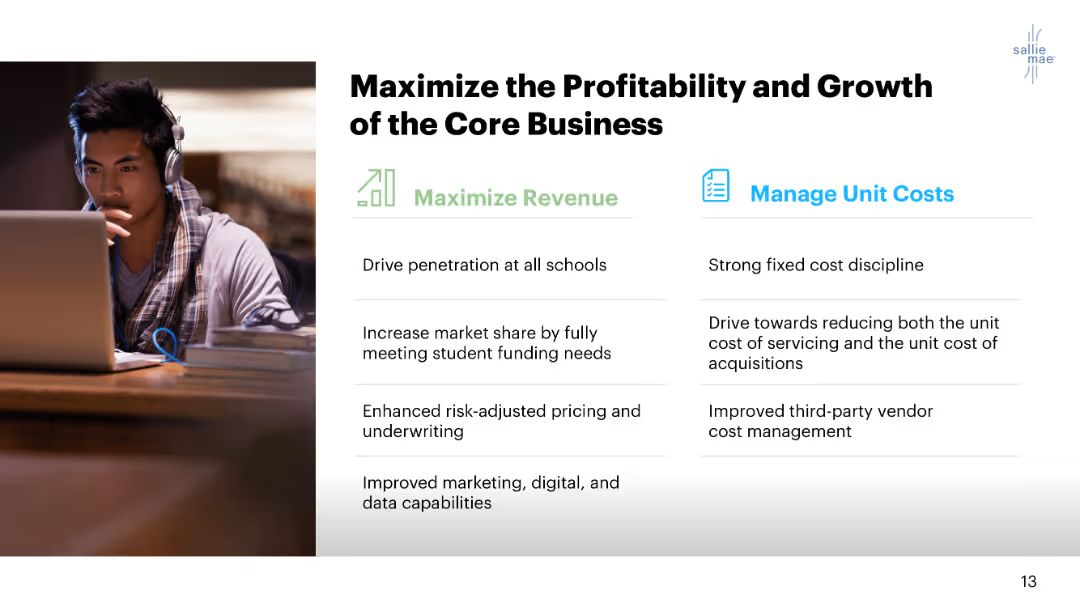 sallie
mae
Maximize the Profitability and Growth
of the Core Business
Maximize Revenue
Drive penetration at all schools
Increase market share by fully
meeting student funding needs
Enhanced risk-adjusted pricing and
underwriting
Improved marketing, digital, and
data capabilities
Manage Unit Costs
Strong fixed cost discipline
Drive towards reducing both the unit
cost of servicing and the unit cost of
acquisitions
Improved third-party vendor
cost management
13